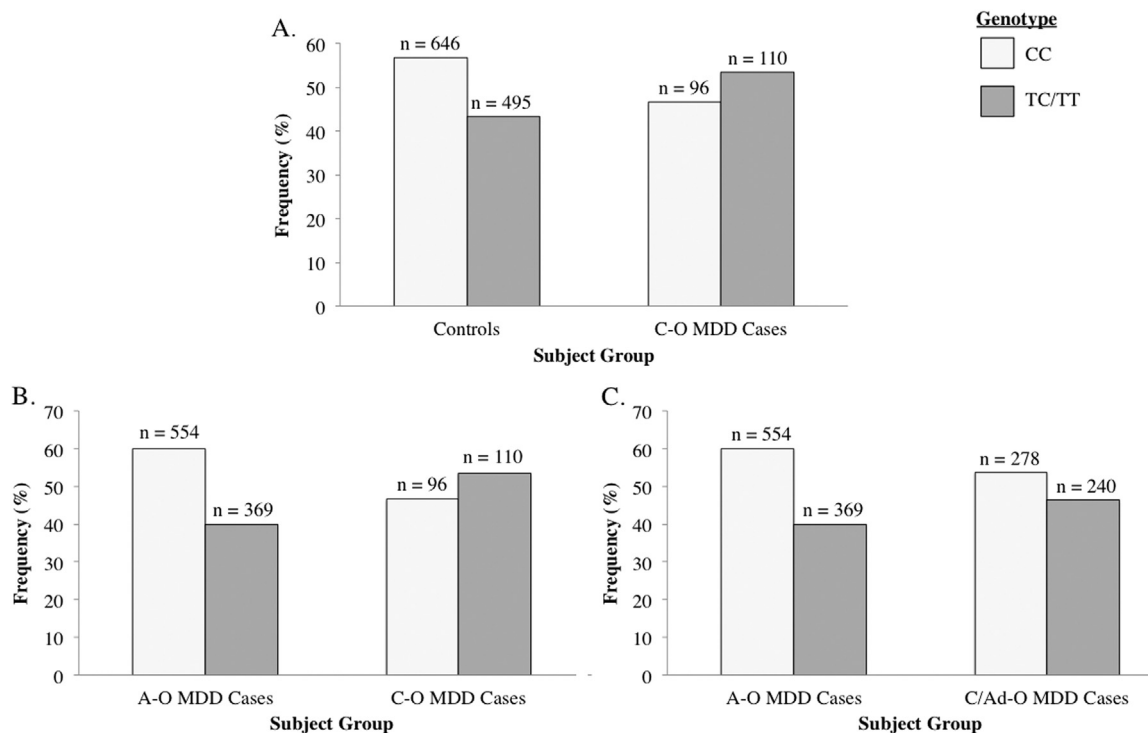 A.
Genotype
CC
TC/TT
Frequency (%)
60
50
40
30
20
10
0
n = 646
n = 495
n = 96
n = 110
Controls
C-O MDD Cases
Subject Group
B.
Frequency (%)
70
60
50
40
30
20
10
0
n = 554
n = 369
n = 96
n = 110
A-O MDD Cases
C-O MDD Cases
Subject Group
C.
Frequency (%)
70
60
50
40
30
20
10
0
n = 554
n = 369
n = 278
n = 240
A-O MDD Cases
C/Ad-O MDD Cases
Subject Group